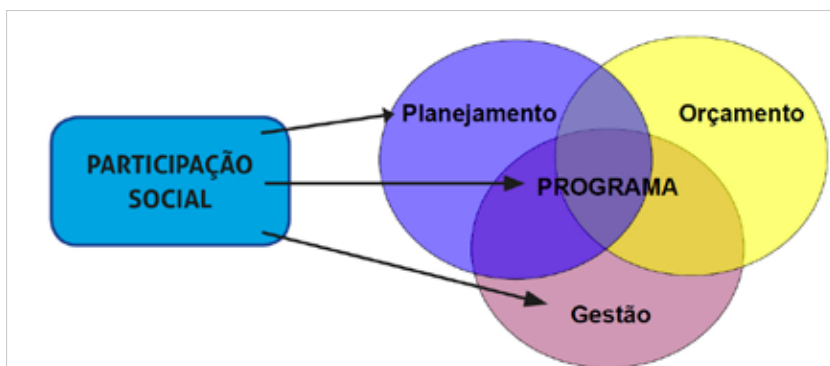 PARTICIPAÇÃO
SOCIAL
Planejamento
Orçamento
PROGRAMA
Gestão